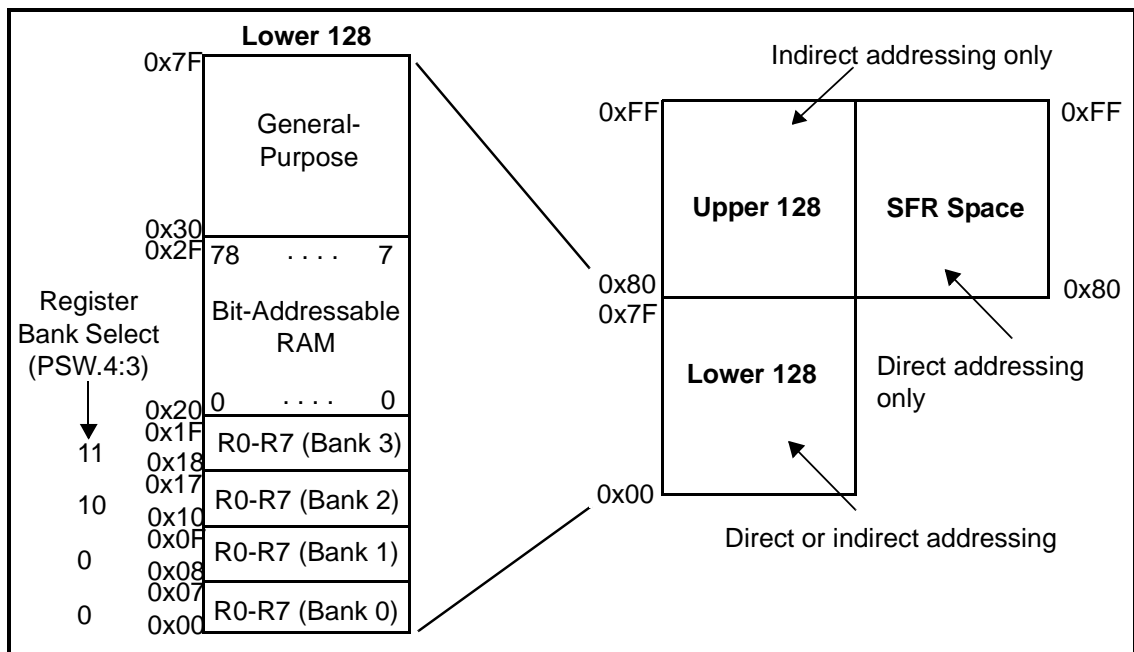 Lower 128
0x7F
General-
Purpose
0x30
0x2F
78 .... 7
Bit-Addressable
RAM
0x20
0 .... 0
Register
Bank Select
(PSW.4:3)
0x1F
11
R0-R7 (Bank 3)
0x18
0x17
10
R0-R7 (Bank 2)
0x10
0x0F
0
R0-R7 (Bank 1)
0x08
0x07
0
R0-R7 (Bank 0)
0x00
Indirect addressing only
0xFF
0xFF
Upper 128
SFR Space
0x80
0x80
0x7F
Lower 128
Direct addressing
only
0x00
Direct or indirect addressing